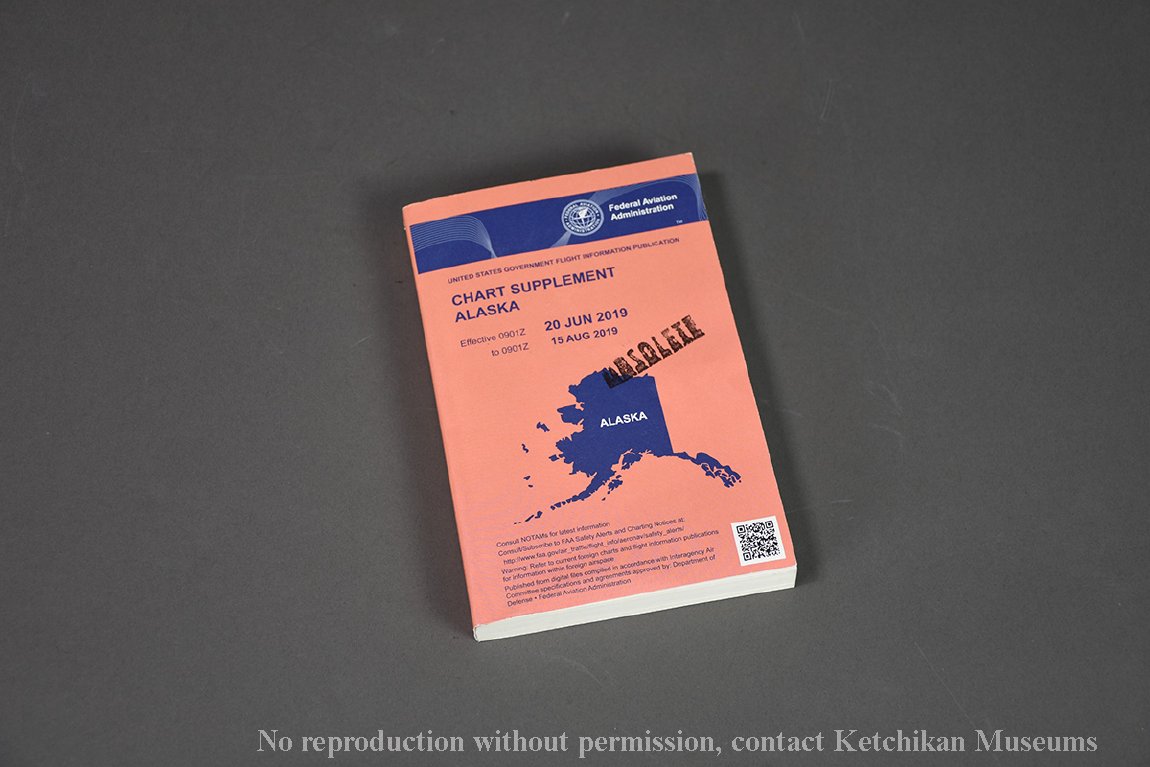 FEDERAL AVIATION
ADMINISTRATION
Federal Aviation
Administration
TM
UNITED STATES GOVERNMENT FLIGHT INFORMATION PUBLICATION
CHART SUPPLEMENT
ALASKA
Effective 0901Z 20 JUN 2019
to 0901Z 15 AUG 2019
OBSOLETE
ALASKA
Consult NOTAMs for latest information
Consult/Subscribe to FAA Safety Alerts and Charting Notices at:
http://www.faa.gov/air_traffic/flight_info/aeronav/safety_alerts/
Warning: Refer to current foreign charts and flight information publications
for information within foreign airspace
Published from digital files compiled in accordance with Interagency Air
Committee specifications and agreements approved by: Department of
Defense • Federal Aviation Administration
No reproduction without permission, contact Ketchikan Museums